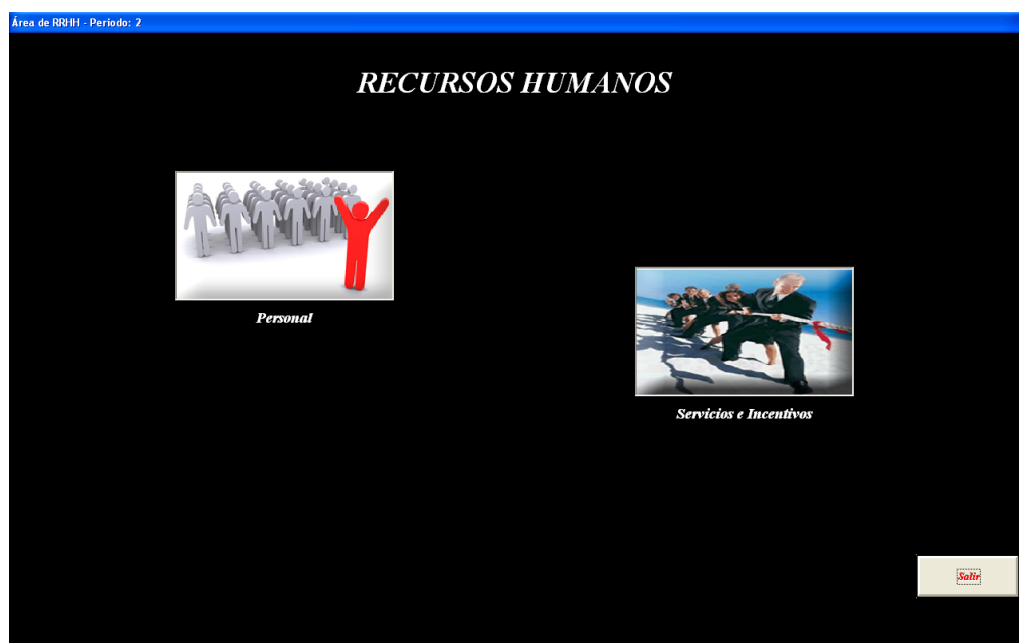 Área de RRHH - Periodo: 2
RECURSOS HUMANOS
Personal
Servicios e Incentivos
Salir